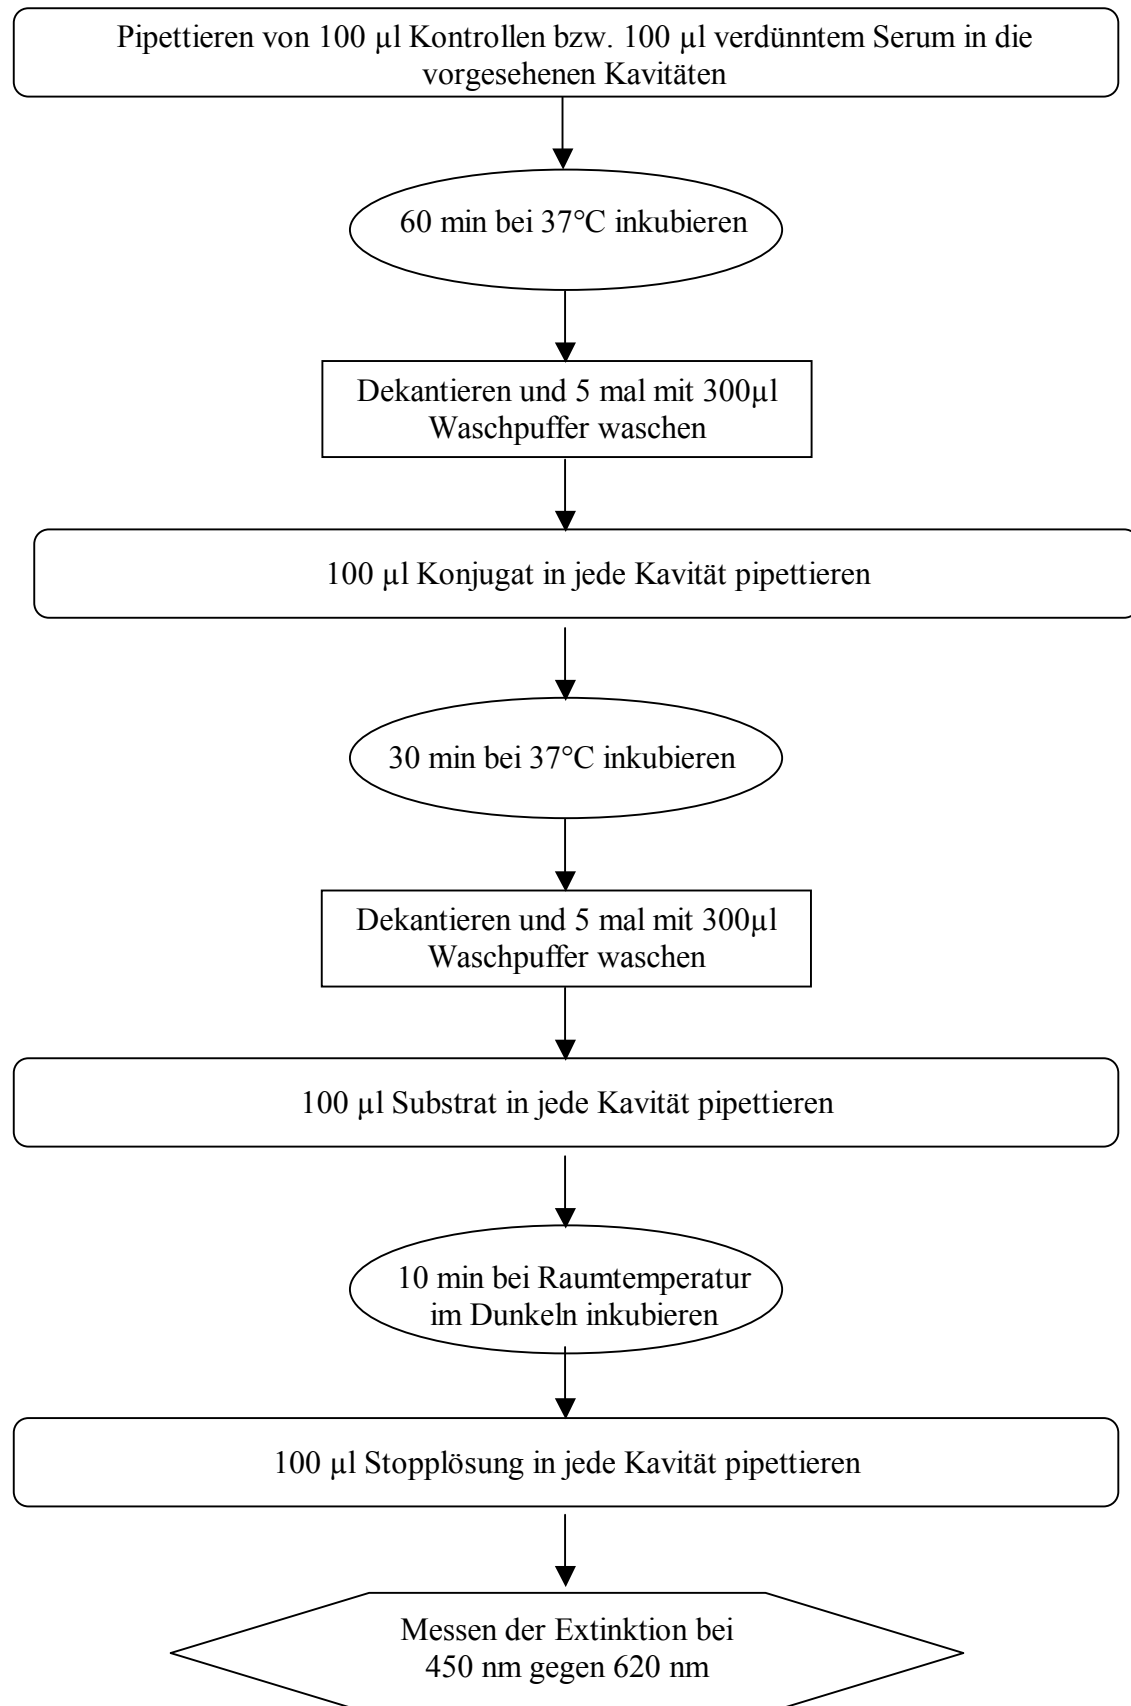 Pipettieren von 100 µl Kontrollen bzw. 100 µl verdünntem Serum in die
vorgesehenen Kavitäten
60 min bei 37°C inkubieren
Dekantieren und 5 mal mit 300µl
Waschpuffer waschen
100 µl Konjugat in jede Kavität pipettieren
30 min bei 37°C inkubieren
Dekantieren und 5 mal mit 300µl
Waschpuffer waschen
100 µl Substrat in jede Kavität pipettieren
10 min bei Raumtemperatur
im Dunkeln inkubieren
100 µl Stopplösung in jede Kavität pipettieren
Messen der Extinktion bei
450 nm gegen 620 nm